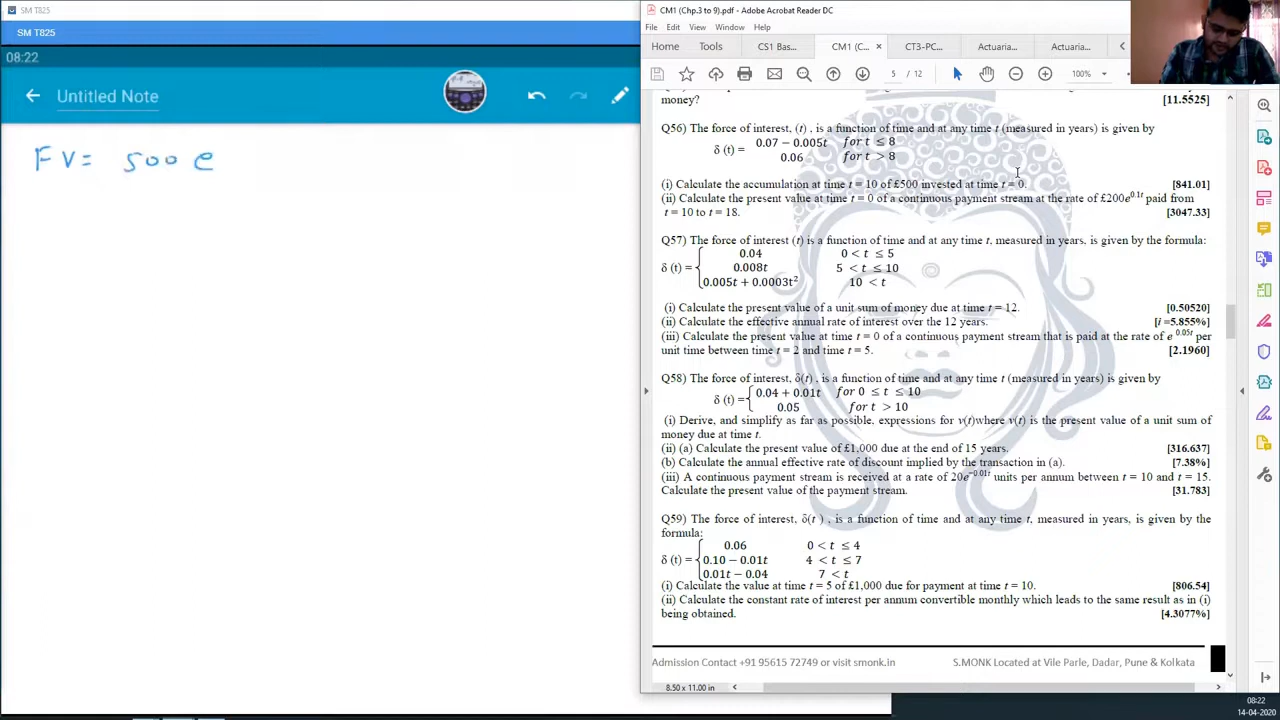 SM T825
SM T825
08:22
Untitled Note
FV= 500 e
CM1 (Chp.3 to 9).pdf - Adobe Acrobat Reader DC
File Edit View Window Help
Home Tools CS1 Bas... CM1 (C... × CT3-PC... Actuaria... Actuaria...
5 / 12 100%
money? [11.5525]
Q56) The force of interest, (t) , is a function of time and at any time t (measured in years) is given by
δ (t) = 0.07 − 0.005t for t ≤ 8
0.06 for t > 8
(i) Calculate the accumulation at time t = 10 of £500 invested at time t = 0. [841.01]
(ii) Calculate the present value at time t = 0 of a continuous payment stream at the rate of £200e^0.1t paid from
t = 10 to t = 18. [3047.33]
Q57) The force of interest (t) is a function of time and at any time t, measured in years, is given by the formula:
0.04 0 < t ≤ 5
δ (t) = { 0.008t 5 < t ≤ 10
0.005t + 0.0003t² 10 < t
(i) Calculate the present value of a unit sum of money due at time t = 12. [0.50520]
(ii) Calculate the effective annual rate of interest over the 12 years. [i =5.855%]
(iii) Calculate the present value at time t = 0 of a continuous payment stream that is paid at the rate of e^0.05t per
unit time between time t = 2 and time t = 5. [2.1960]
Q58) The force of interest, δ(t) , is a function of time and at any time t (measured in years) is given by
δ (t) = { 0.04 + 0.01t for 0 ≤ t ≤ 10
0.05 for t > 10
(i) Derive, and simplify as far as possible, expressions for v(t)where v(t) is the present value of a unit sum of
money due at time t.
(ii) (a) Calculate the present value of £1,000 due at the end of 15 years. [316.637]
(b) Calculate the annual effective rate of discount implied by the transaction in (a). [7.38%]
(iii) A continuous payment stream is received at a rate of 20e^−0.01t units per annum between t = 10 and t = 15.
Calculate the present value of the payment stream. [31.783]
Q59) The force of interest, δ(t ) , is a function of time and at any time t, measured in years, is given by the
formula:
0.06 0 < t ≤ 4
δ (t) = { 0.10 − 0.01t 4 < t ≤ 7
0.01t − 0.04 7 < t
(i) Calculate the value at time t = 5 of £1,000 due for payment at time t = 10. [806.54]
(ii) Calculate the constant rate of interest per annum convertible monthly which leads to the same result as in (i)
being obtained. [4.3077%]
Admission Contact +91 95615 72749 or visit smonk.in S.MONK Located at Vile Parle, Dadar, Pune & Kolkata
8.50 x 11.00 in
08:22
14-04-2020